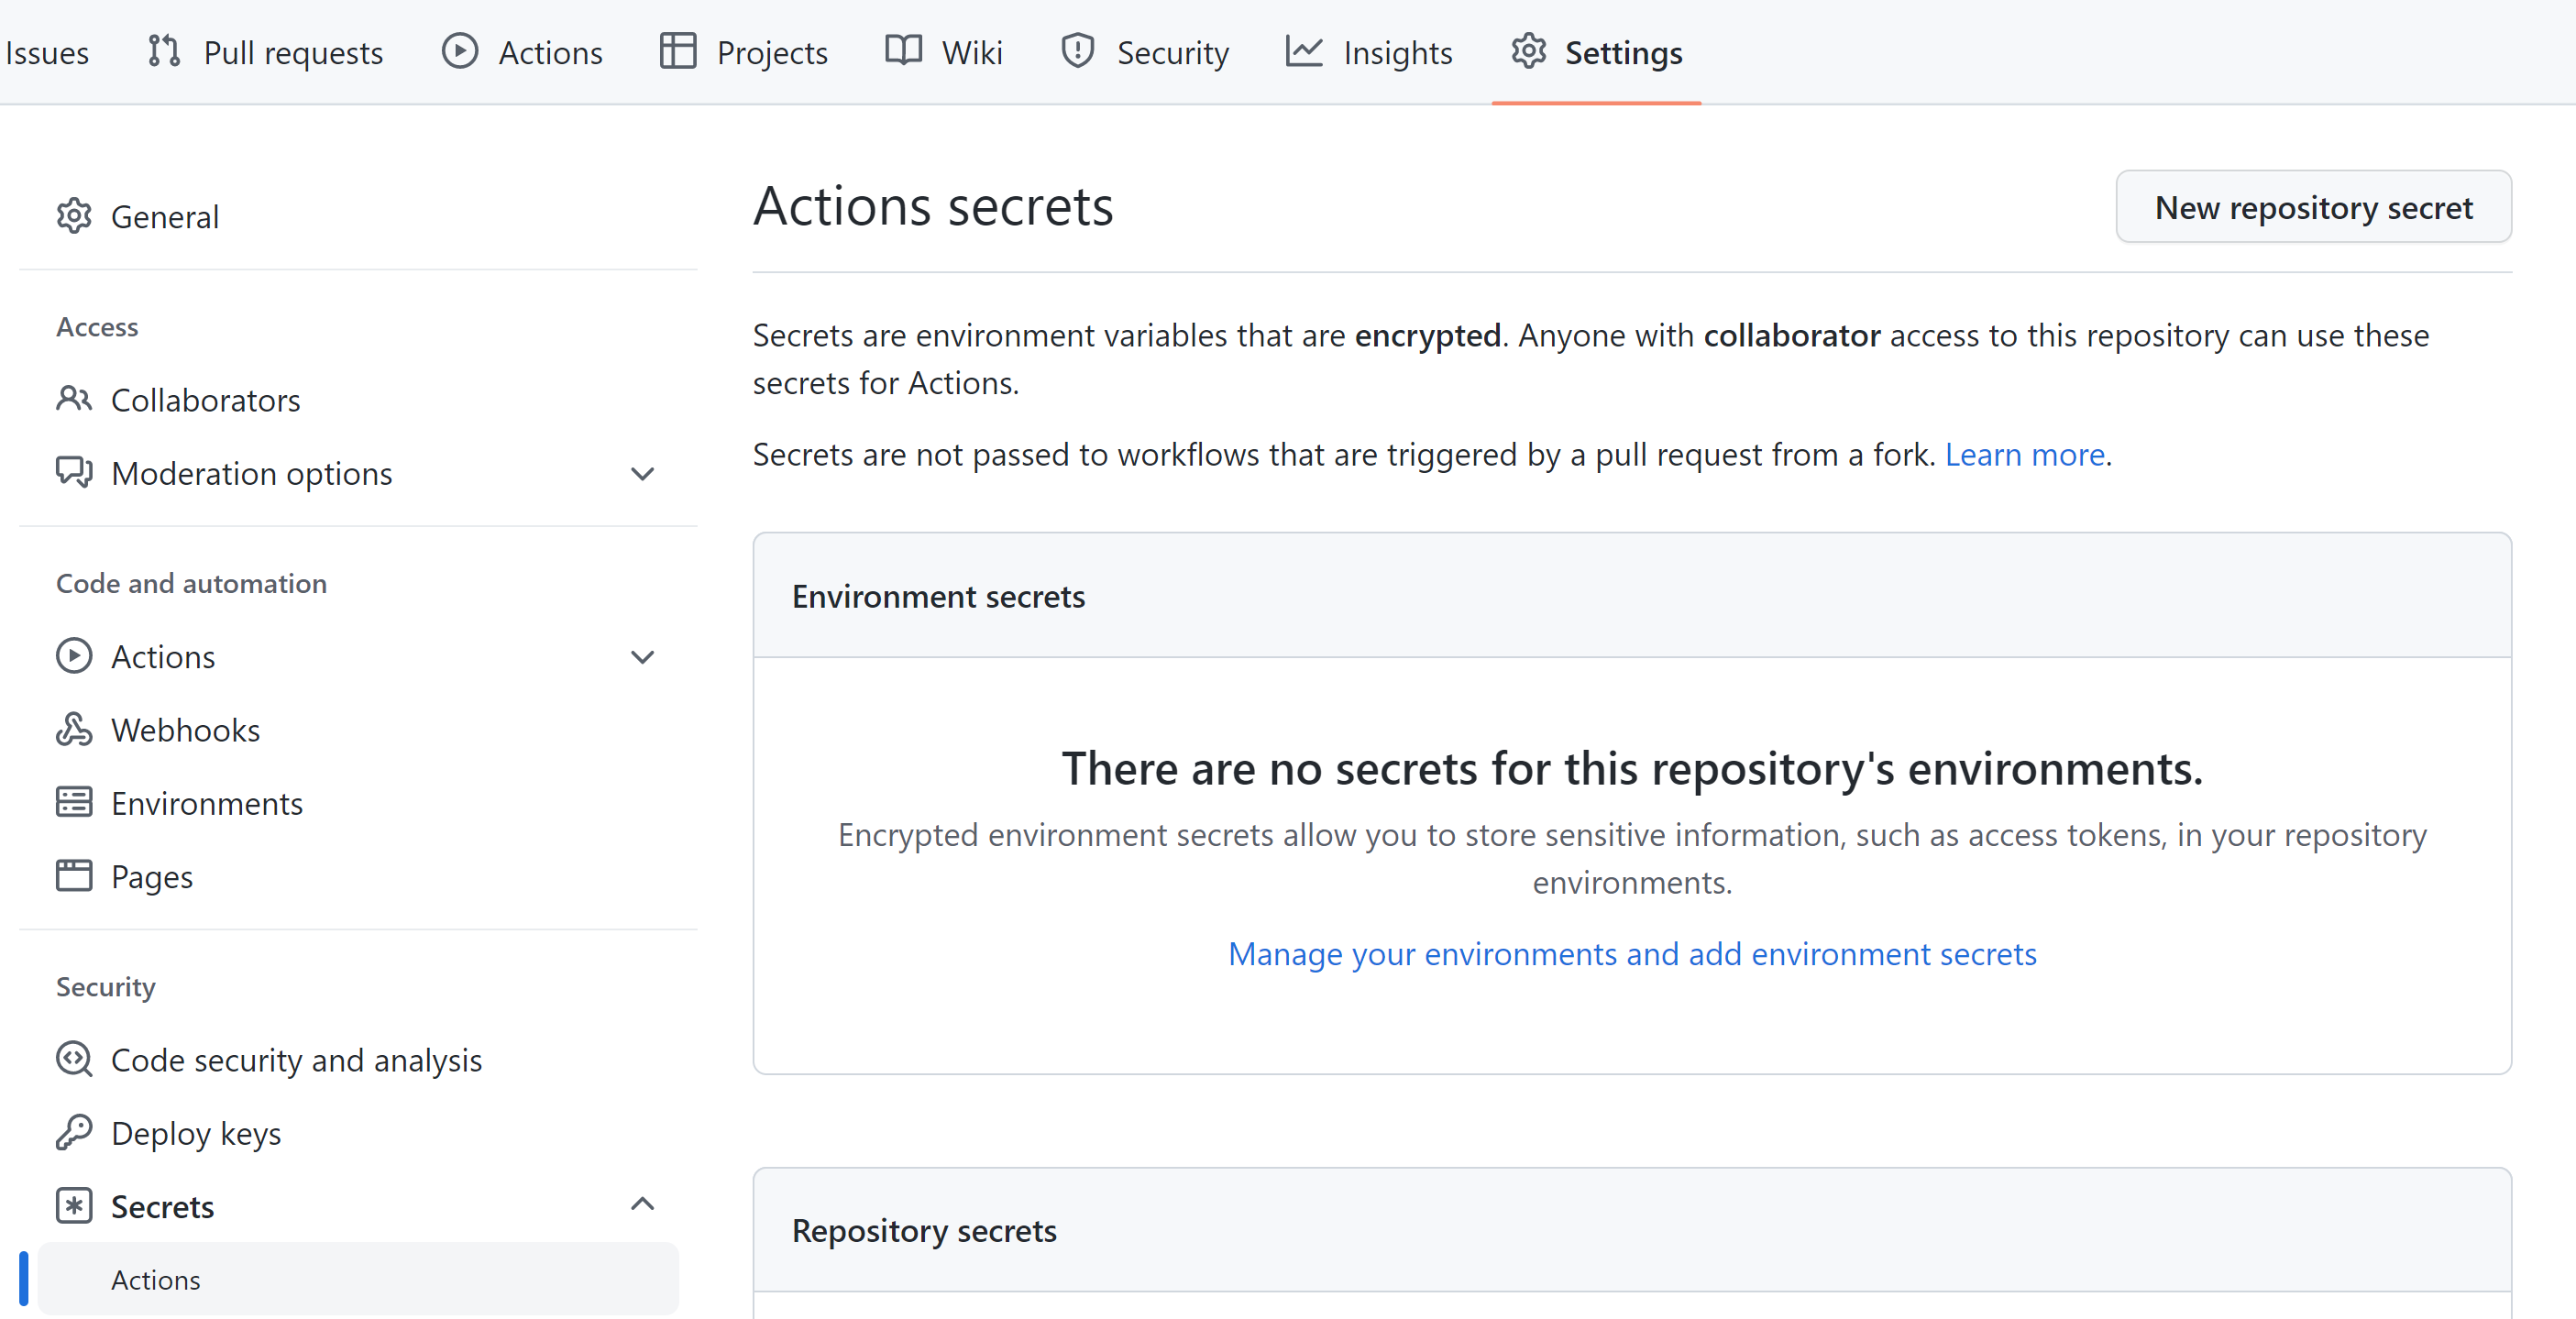 Issues Pull requests Actions Projects Wiki Security Insights Settings
General
Access
Collaborators
Moderation options
Code and automation
Actions
Webhooks
Environments
Pages
Security
Code security and analysis
Deploy keys
Secrets
Actions
Actions secrets
New repository secret
Secrets are environment variables that are encrypted. Anyone with collaborator access to this repository can use these
secrets for Actions.
Secrets are not passed to workflows that are triggered by a pull request from a fork. Learn more.
Environment secrets
There are no secrets for this repository's environments.
Encrypted environment secrets allow you to store sensitive information, such as access tokens, in your repository
environments.
Manage your environments and add environment secrets
Repository secrets